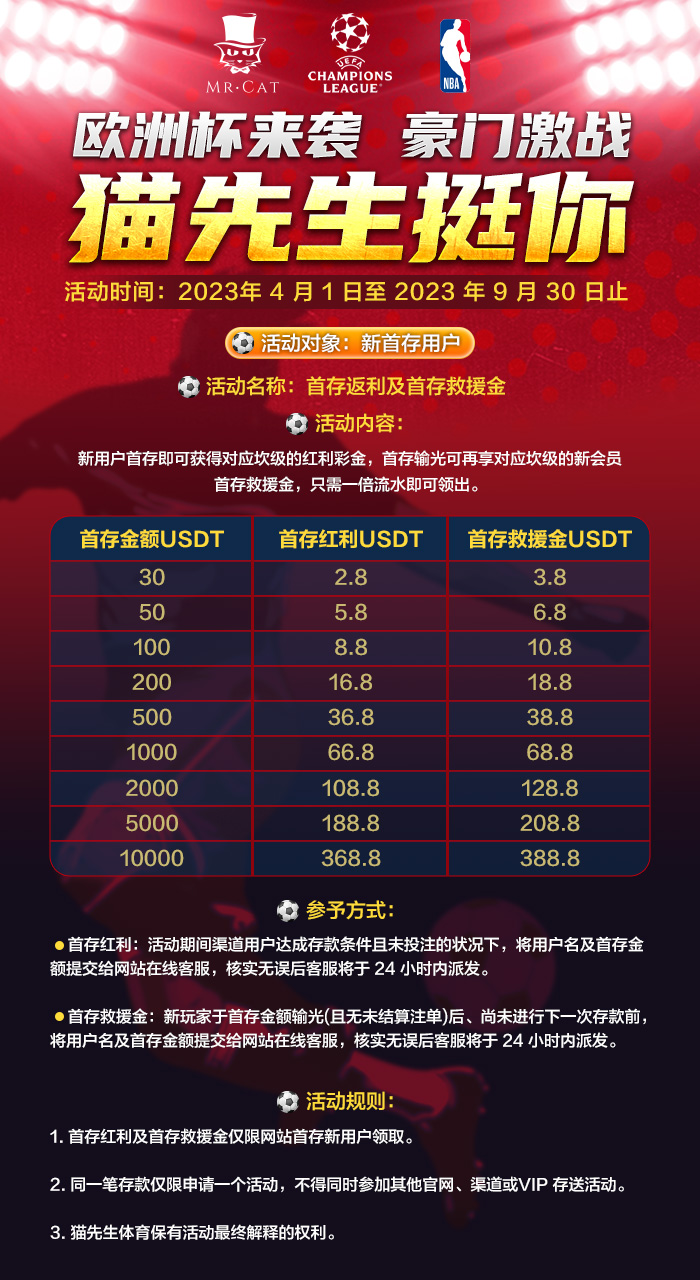 MR·CAT
UEFA
CHAMPIONS
LEAGUE
NBA
欧洲杯来袭 豪门激战
猫先生挺你
活动时间：2023年 4 月 1 日至 2023 年 9 月 30 日止
活动对象：新首存用户
活动名称：首存返利及首存救援金
活动内容：
新用户首存即可获得对应坎级的红利彩金，首存输光可再享对应坎级的新会员
首存救援金，只需一倍流水即可领出。
首存金额USDT 首存红利USDT 首存救援金USDT
30 2.8 3.8
50 5.8 6.8
100 8.8 10.8
200 16.8 18.8
500 36.8 38.8
1000 66.8 68.8
2000 108.8 128.8
5000 188.8 208.8
10000 368.8 388.8
参予方式：
首存红利：活动期间渠道用户达成存款条件且未投注的状况下，将用户名及首存金
额提交给网站在线客服，核实无误后客服将于 24 小时内派发。
首存救援金：新玩家于首存金额输光(且无未结算注单)后、尚未进行下一次存款前，
将用户名及首存金额提交给网站在线客服，核实无误后客服将于 24 小时内派发。
活动规则：
1. 首存红利及首存救援金仅限网站首存新用户领取。
2. 同一笔存款仅限申请一个活动，不得同时参加其他官网、渠道或VIP 存送活动。
3. 猫先生体育保有活动最终解释的权利。